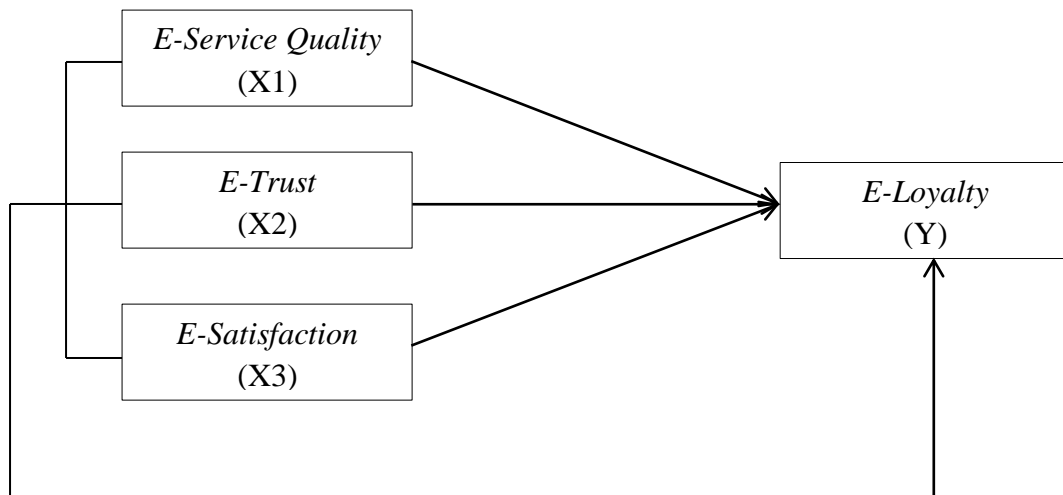 E-Service Quality
(X1)
E-Trust
(X2)
E-Satisfaction
(X3)
E-Loyalty
(Y)